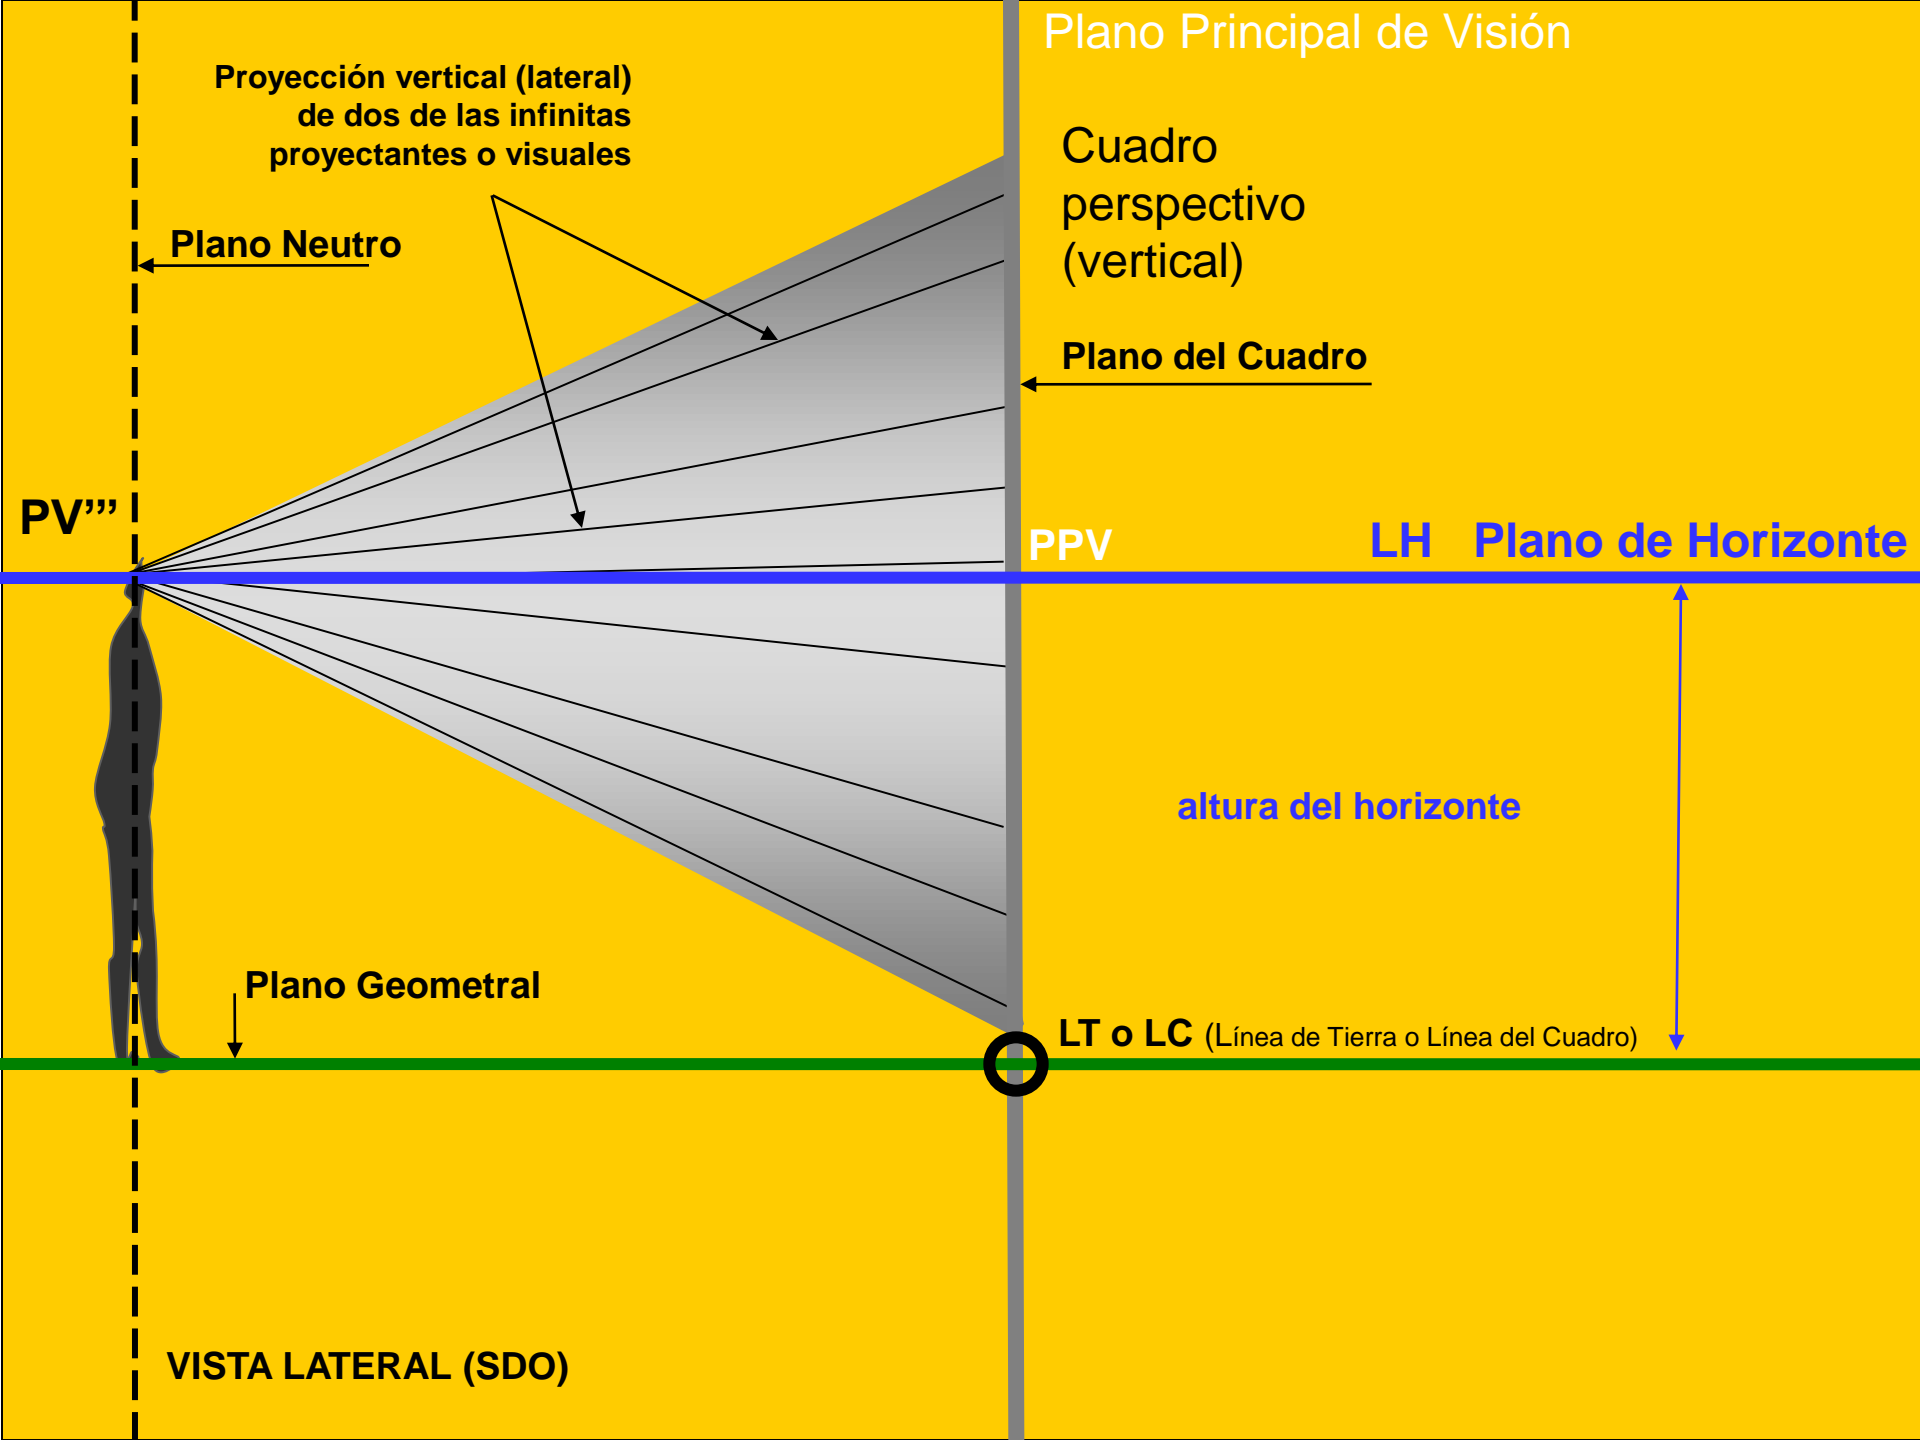 Plano Principal de Visión
Proyección vertical (lateral)
de dos de las infinitas
proyectantes o visuales
Cuadro
perspectivo
(vertical)
Plano Neutro
Plano del Cuadro
PV’’’
PPV
LH Plano de Horizonte
altura del horizonte
Plano Geometral
LT o LC (Línea de Tierra o Línea del Cuadro)
VISTA LATERAL (SDO)